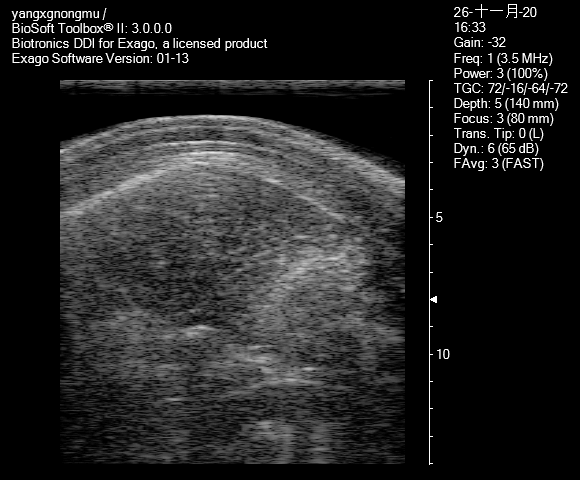 yangxgnongmu /
BioSoft Toolbox® II: 3.0.0.0
Biotronics DDI for Exago, a licensed product
Exago Software Version: 01-13
26-十一月-20
16:33
Gain: -32
Freq: 1 (3.5 MHz)
Power: 3 (100%)
TGC: 72/-16/-64/-72
Depth: 5 (140 mm)
Focus: 3 (80 mm)
Trans. Tip: 0 (L)
Dyn.: 6 (65 dB)
FAvg: 3 (FAST)
5
10